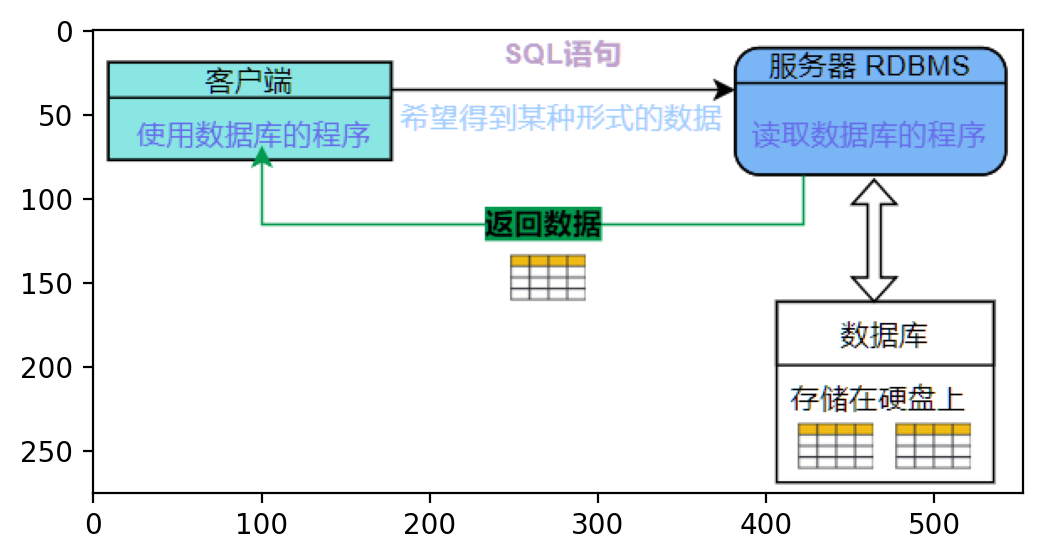 0
50
100
150
200
250
SQL语句
客户端
服务器 RDBMS
希望得到某种形式的数据
使用数据库的程序
读取数据库的程序
返回数据
数据库
存储在硬盘上
0
100
200
300
400
500